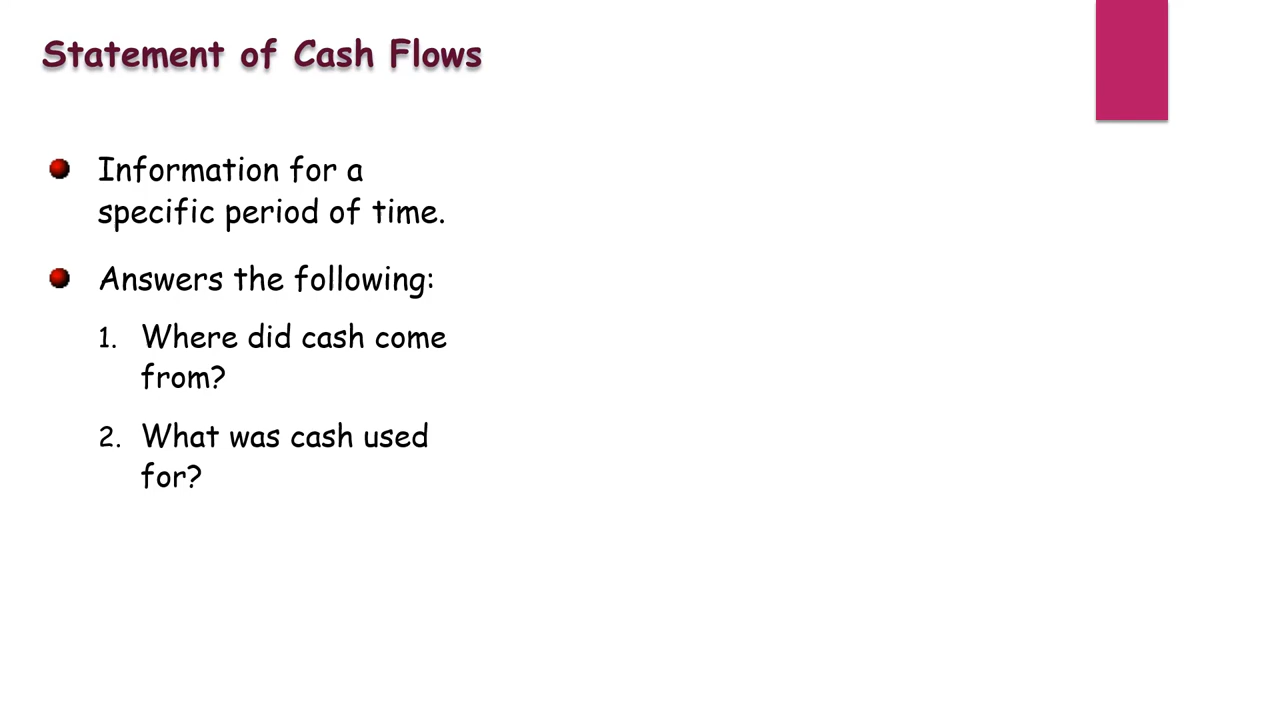 Statement of Cash Flows
Information for a
specific period of time.
Answers the following:
1. Where did cash come
from?
2. What was cash used
for?